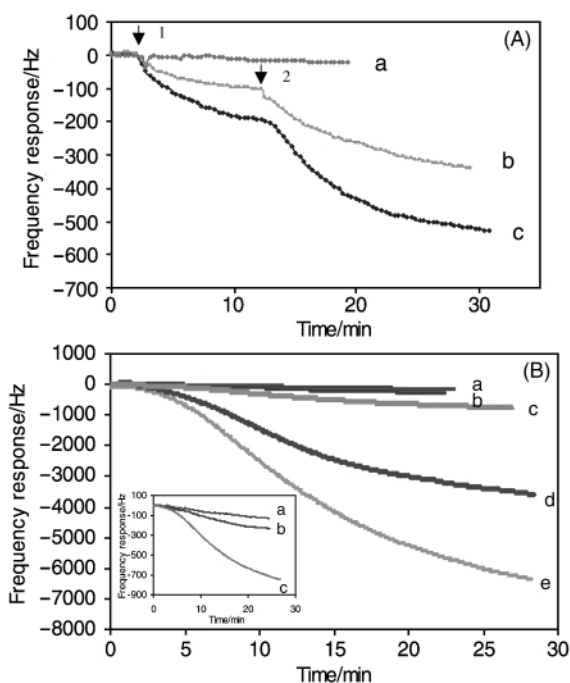 (A)
Frequency response/Hz
100
0
−100
−200
−300
−400
−500
−600
−700
1
2
a
b
c
0 10 20 30
Time/min
(B)
Frequency response/Hz
1000
0
−1000
−2000
−3000
−4000
−5000
−6000
−7000
−8000
a
b
c
d
e
Frequency response/Hz
100
-100
-300
-500
-700
-900
a
b
c
0 10 20 30
Time/min
0 5 10 15 20 25 30
Time/min